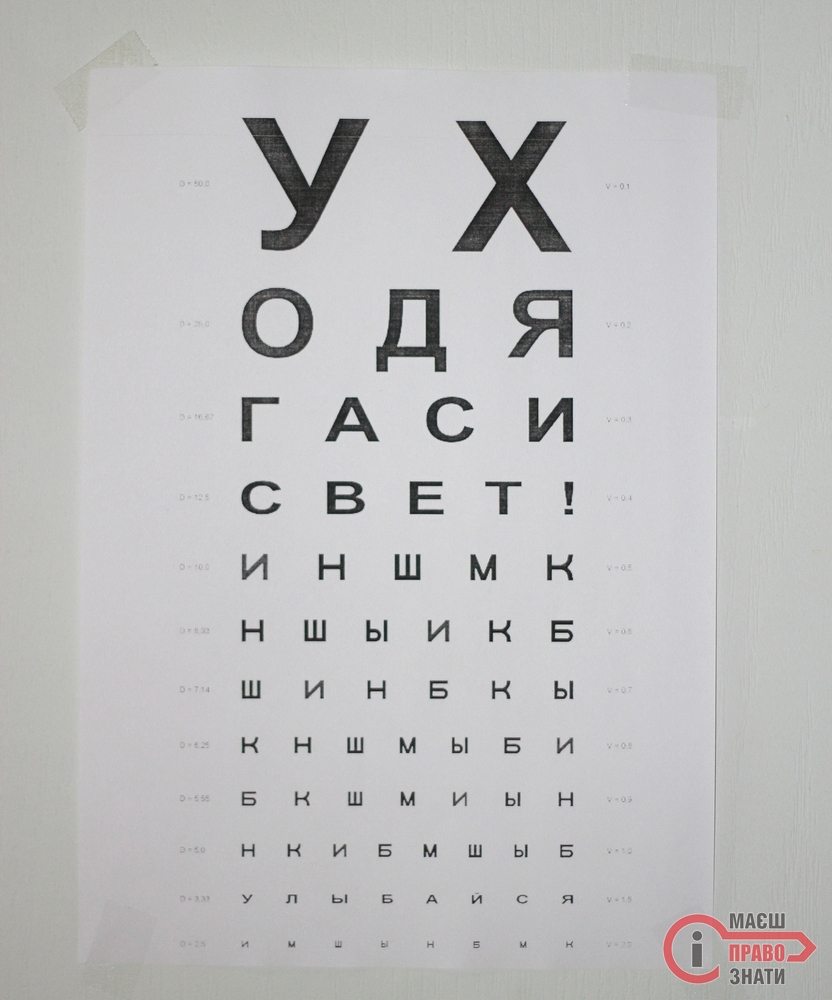 D = 50,0 У Х V = 0,1
D = 25,0 О Д Я V = 0,2
D = 16,67 Г А С И V = 0,3
D = 12,5 С В Е Т ! V = 0,4
D = 10,0 И Н Ш М К V = 0,5
D = 8,33 Н Ш Ы И К Б V = 0,6
D = 7,14 Ш И Н Б К Ы V = 0,7
D = 6,25 К Н Ш М Ы Б И V = 0,8
D = 5,55 Б К Ш М И Ы Н V = 0,9
D = 5,0 Н К И Б М Ш Ы Б V = 1,0
D = 3,33 У Л Ы Б А Й С Я V = 1,5
D = 2,5 И М Ш Ы Н Б М К V = 2,0
i МАЄШ
ПРАВО
ЗНАТИ